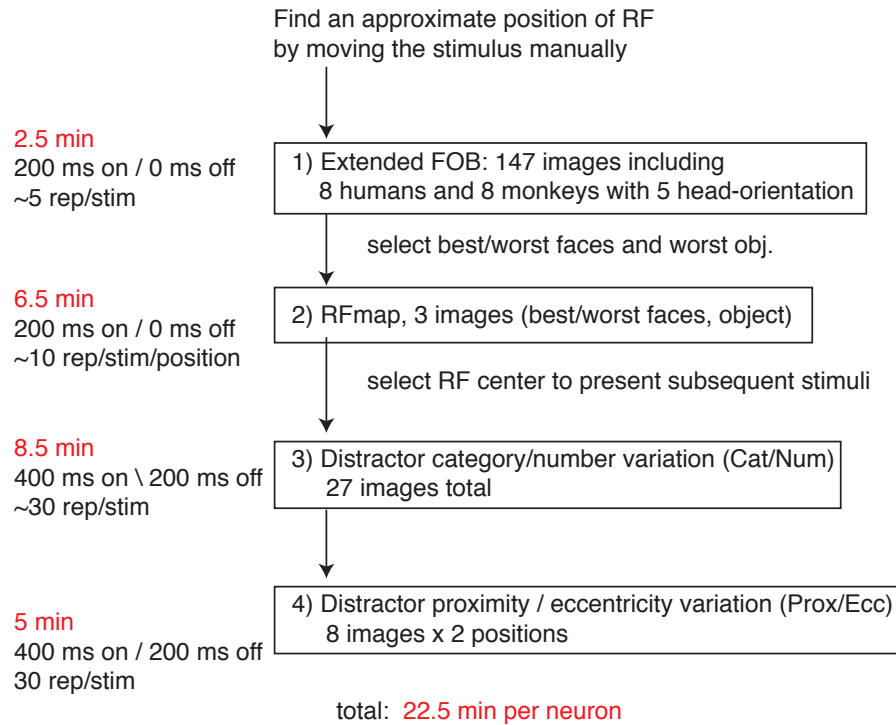 Find an approximate position of RF
by moving the stimulus manually
2.5 min
200 ms on / 0 ms off
~5 rep/stim
1) Extended FOB: 147 images including
8 humans and 8 monkeys with 5 head-orientation
select best/worst faces and worst obj.
6.5 min
200 ms on / 0 ms off
~10 rep/stim/position
2) RFmap, 3 images (best/worst faces, object)
select RF center to present subsequent stimuli
8.5 min
400 ms on \ 200 ms off
~30 rep/stim
3) Distractor category/number variation (Cat/Num)
27 images total
5 min
400 ms on / 200 ms off
30 rep/stim
4) Distractor proximity / eccentricity variation (Prox/Ecc)
8 images x 2 positions
total: 22.5 min per neuron